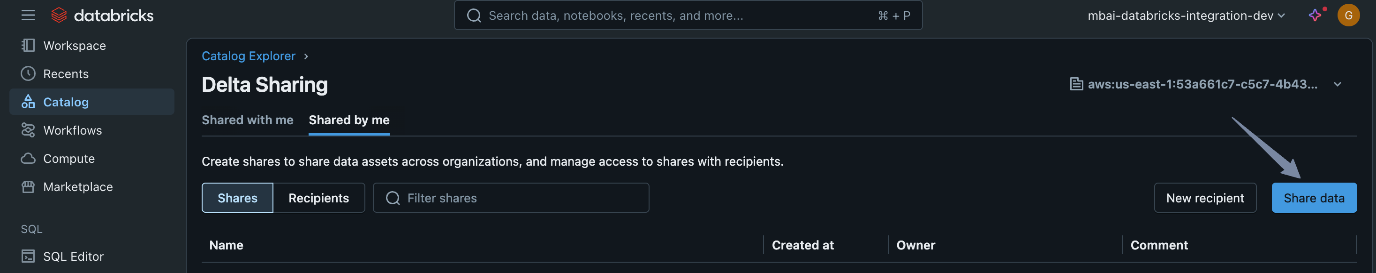 databricks
Search data, notebooks, recents, and more...
⌘ + P
mbai-databricks-integration-dev
G
Workspace
Recents
Catalog
Workflows
Compute
Marketplace
SQL
SQL Editor
Catalog Explorer ›
Delta Sharing
aws:us-east-1:53a661c7-c5c7-4b43...
Shared with me Shared by me
Create shares to share data assets across organizations, and manage access to shares with recipients.
Shares Recipients Filter shares New recipient Share data
Name Created at Owner Comment